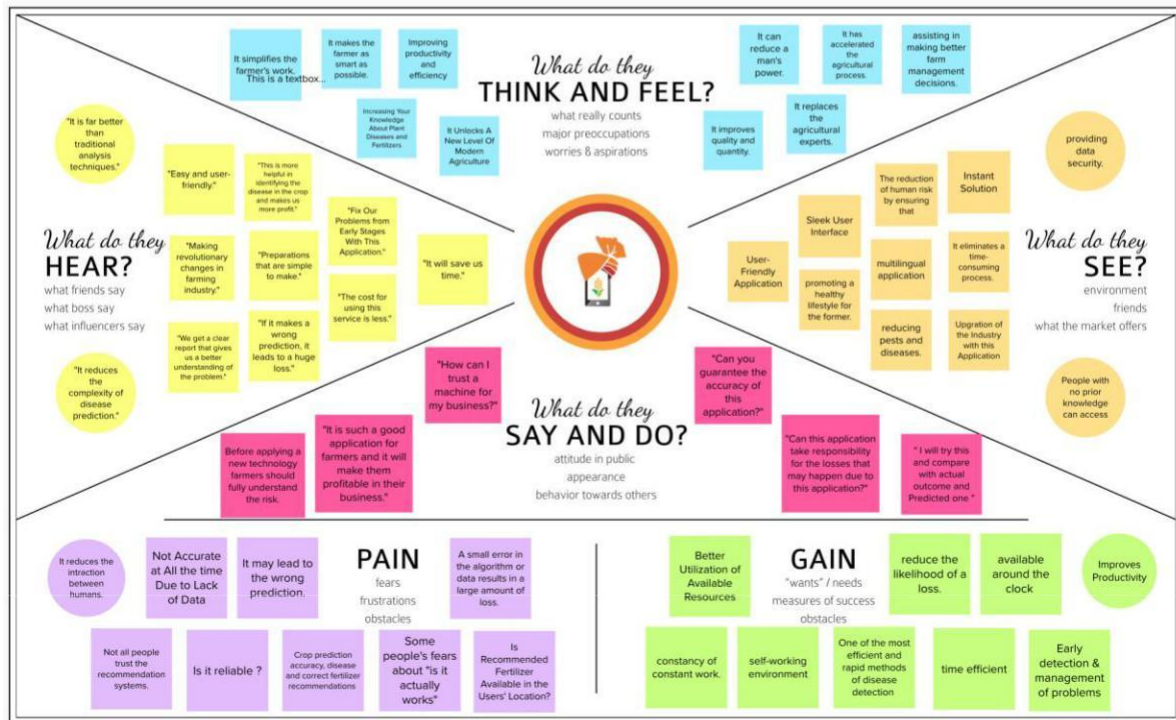 It simplifies the
farmer's work.
This is a textbox...
It makes the
farmer as
smart as
possible.
Improving
productivity
and
efficiency
Increasing Your
Knowledge
About Plant
Diseases and
Fertilizers
It Unlocks A
New Level Of
Modern
Agriculture
What do they
THINK AND FEEL?
what really counts
major preoccupations
worries & aspirations
It can
reduce a
man's
power.
It has
accelerated
the
agricultural
process.
assisting in
making better
farm
management
decisions.
It improves
quality and
quantity.
It replaces
the
agricultural
experts.
"It is far better
than
traditional
analysis
techniques."
"Easy and user-
friendly."
"This is more
helpful in
identifying the
disease in the crop
and makes us
more profit."
"Fix Our
Problems from
Early Stages
With This
Application."
What do they
HEAR?
what friends say
what boss say
what influencers say
"Making
revolutionary
changes in
farming
industry."
"Preparations
that are simple
to make."
"It will save us
time."
"The cost for
using this
service is less."
"We get a clear
report that gives
us a better
understanding of
the problem."
"If it makes a
wrong
prediction, it
leads to a huge
loss."
"It reduces
the
complexity of
disease
prediction."
providing
data
security.
The reduction
of human risk
by ensuring
that
Instant
Solution
Sleek User
Interface
User-
Friendly
Application
multilingual
application
It eliminates a
time-
consuming
process.
promoting a
healthy
lifestyle for
the former.
reducing
pests and
diseases.
Upgration of
the Industry
with this
Application
What do they
SEE?
environment
friends
what the market offers
People with
no prior
knowledge
can access
"How can I
trust a
machine for
my business?"
"Can you
guarantee the
accuracy of
this
application?"
What do they
SAY AND DO?
attitude in public
appearance
behavior towards others
Before applying a
new technology
farmers should
fully understand
the risk.
"It is such a good
application for
farmers and it will
make them
profitable in their
business."
"Can this application
take responsibility
for the losses that
may happen due to
this application?"
" I will try this
and compare
with actual
outcome and
Predicted one "
It reduces the
intraction
between
humans.
Not Accurate
at All the time
Due to Lack
of Data
It may lead to
the wrong
prediction.
PAIN
fears
frustrations
obstacles
A small error in
the algorithm or
data results in a
large amount of
loss.
Not all people
trust the
recommendation
systems.
Is it reliable ?
Crop prediction
accuracy, disease
and correct fertilizer
recommendations
Some
people's fears
about "is it
actually
works"
Is
Recommended
Fertilizer
Available in the
Users' Location?
Better
Utilization of
Available
Resources
GAIN
"wants" / needs
measures of success
obstacles
reduce the
likelihood of a
loss.
available
around the
clock
Improves
Productivity
constancy of
constant work.
self-working
environment
One of the most
efficient and
rapid methods
of disease
detection
time efficient
Early
detection &
management
of problems